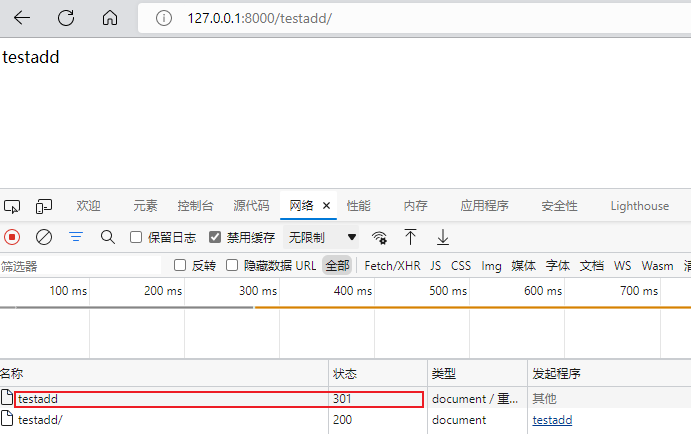 127.0.0.1:8000/testadd/
testadd
欢迎 元素 控制台 源代码 网络 性能 内存 应用程序 安全性 Lighthouse
保留日志 禁用缓存 无限制
筛选器 反转 隐藏数据 URL 全部 Fetch/XHR JS CSS Img 媒体 字体 文档 WS Wasm
100 ms 200 ms 300 ms 400 ms 500 ms 600 ms 700 ms
名称 状态 类型 发起程序
testadd 301 document / 重... 其他
testadd/ 200 document testadd